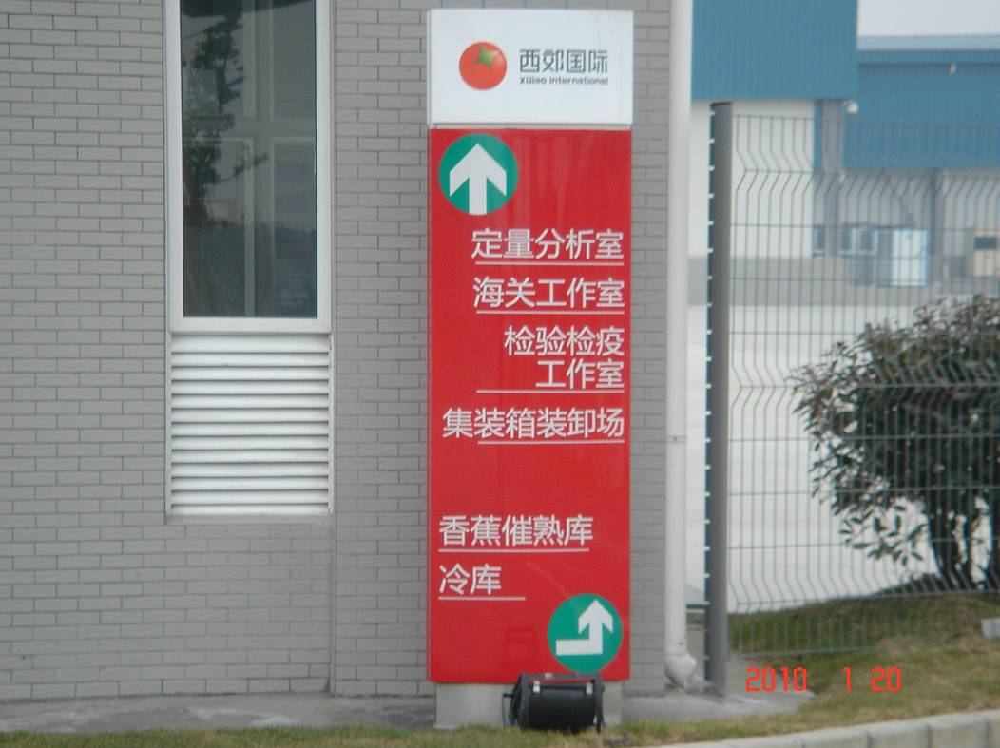 西郊国际
xijiao international
定量分析室
海关工作室
检验检疫
工作室
集装箱装卸场
香蕉催熟库
冷库
2010 1 20